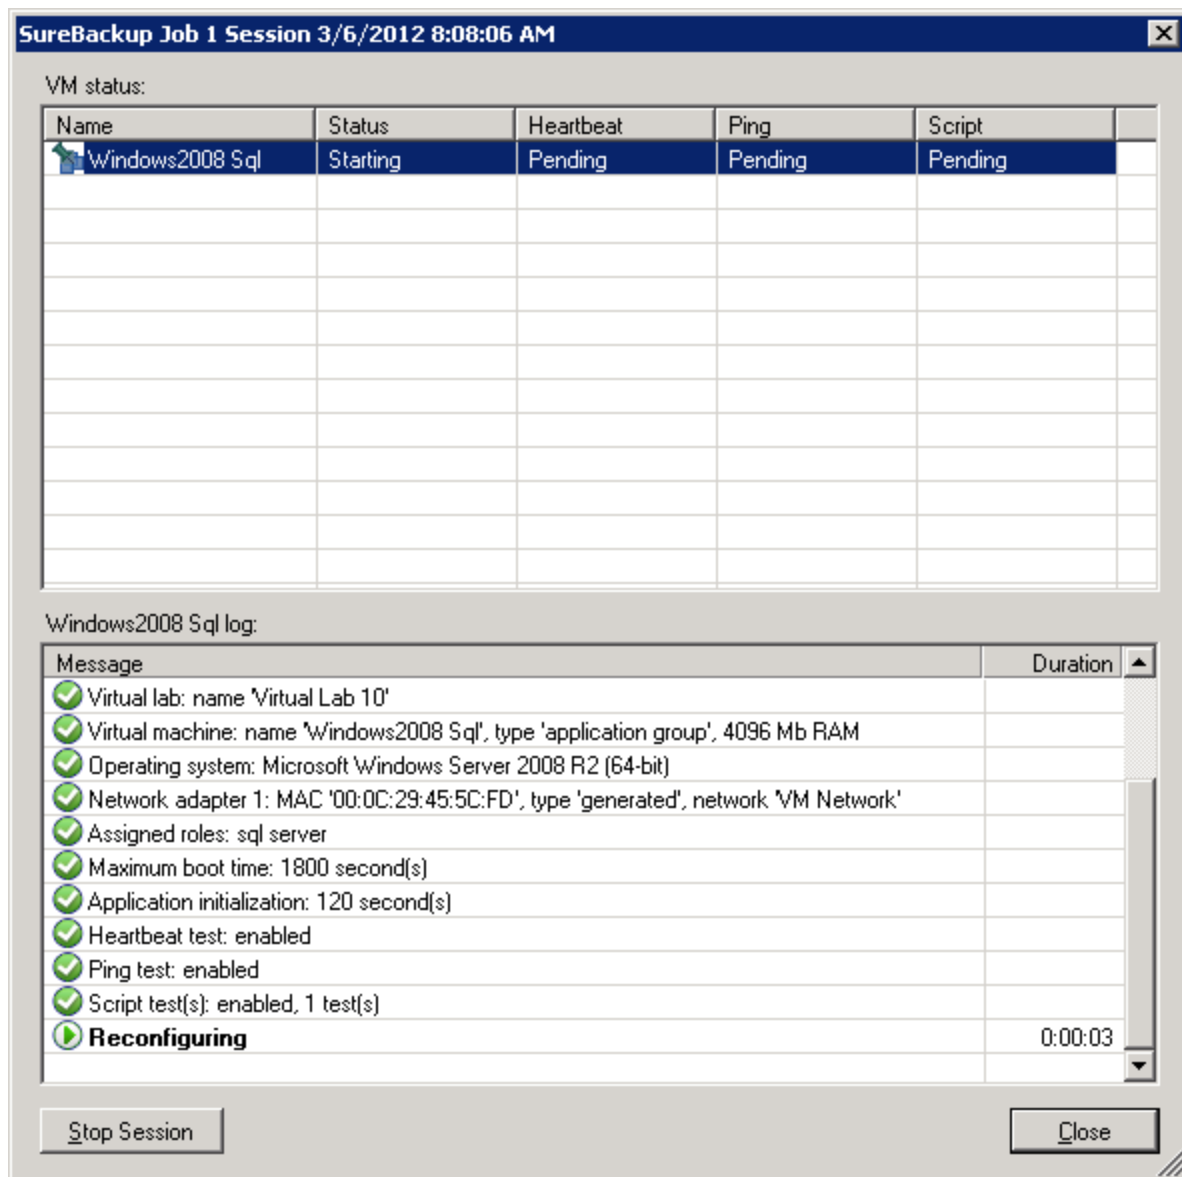 SureBackup Job 1 Session 3/6/2012 8:08:06 AM
VM status:
Name Status Heartbeat Ping Script
Windows2008 Sql Starting Pending Pending Pending
Windows2008 Sql log:
Message Duration
Virtual lab: name 'Virtual Lab 10'
Virtual machine: name 'Windows2008 Sql', type 'application group', 4096 Mb RAM
Operating system: Microsoft Windows Server 2008 R2 (64-bit)
Network adapter 1: MAC '00:0C:29:45:5C:FD', type 'generated', network 'VM Network'
Assigned roles: sql server
Maximum boot time: 1800 second(s)
Application initialization: 120 second(s)
Heartbeat test: enabled
Ping test: enabled
Script test(s): enabled, 1 test(s)
Reconfiguring 0:00:03
Stop Session Close